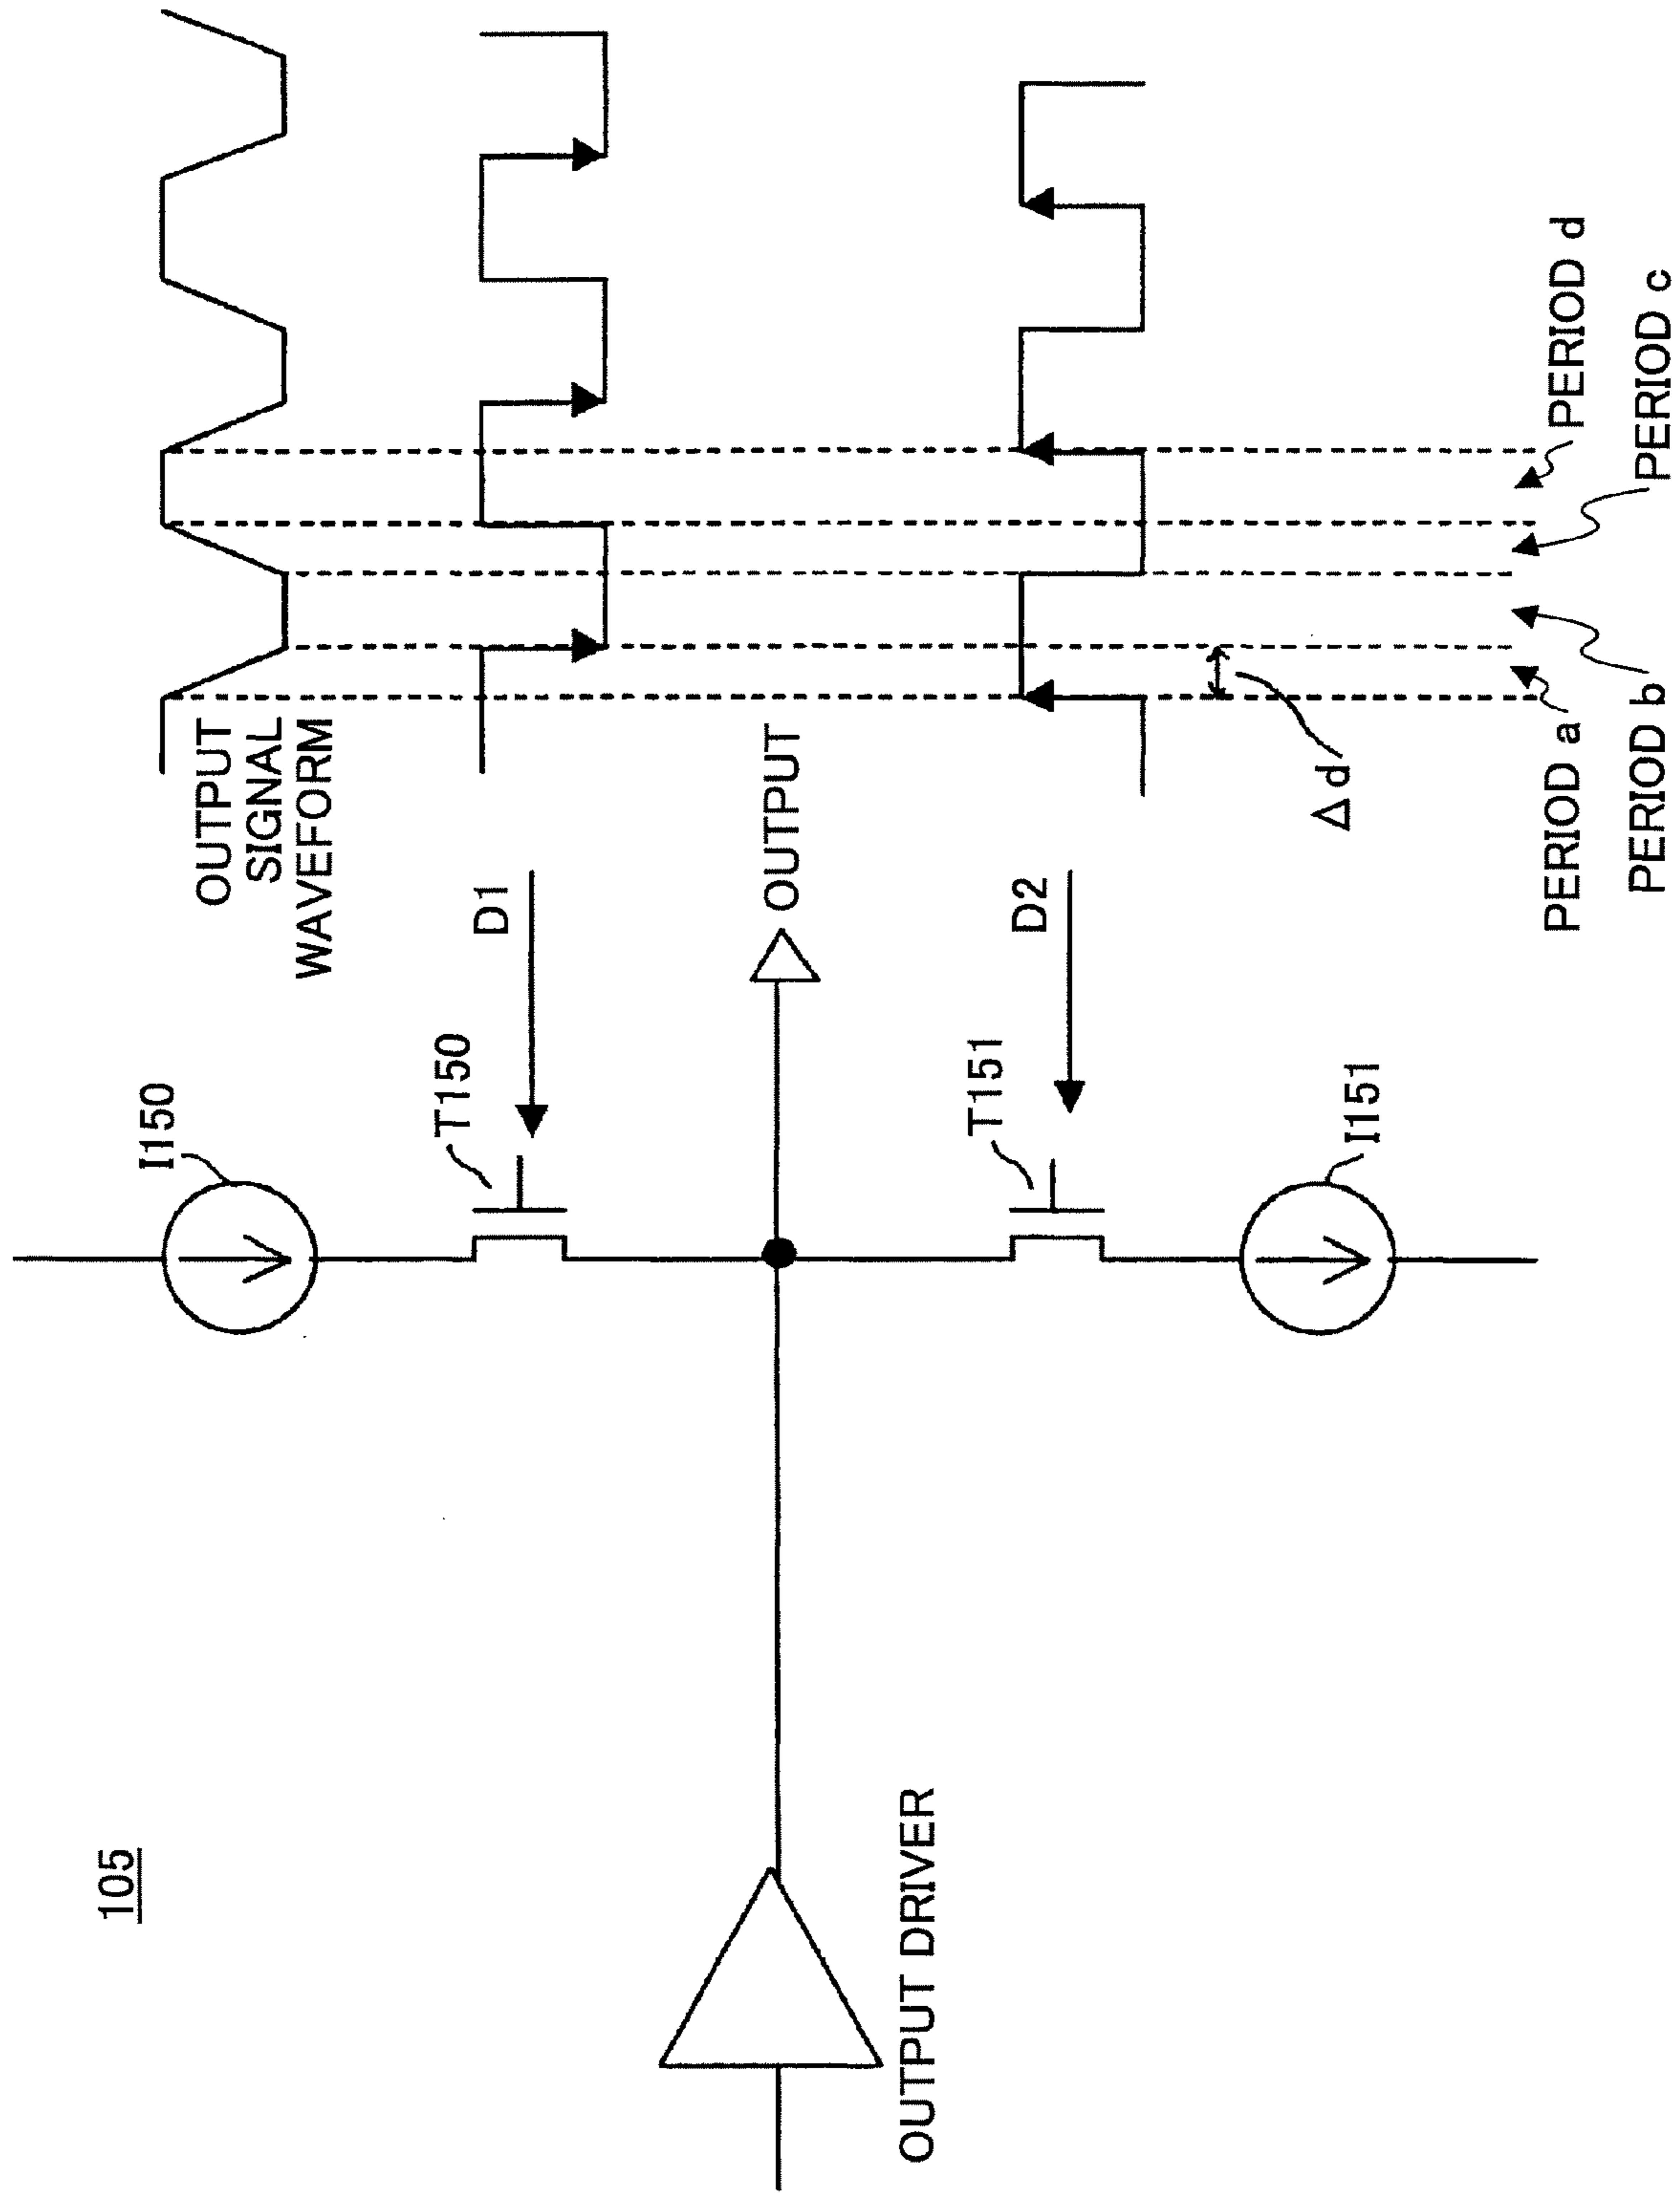 105
OUTPUT DRIVER
I150
T150
D1
OUTPUT
SIGNAL
WAVEFORM
OUTPUT
T151
D2
I151
Δd
PERIOD a
PERIOD b
PERIOD c
PERIOD d